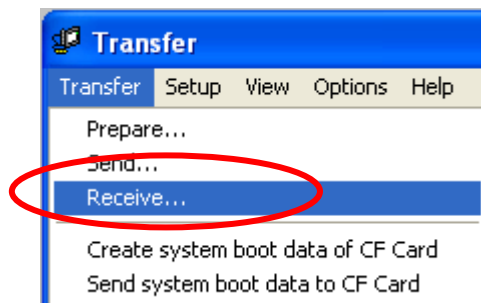 Transfer
Transfer Setup View Options Help
Prepare...
Send...
Receive...
Create system boot data of CF Card
Send system boot data to CF Card